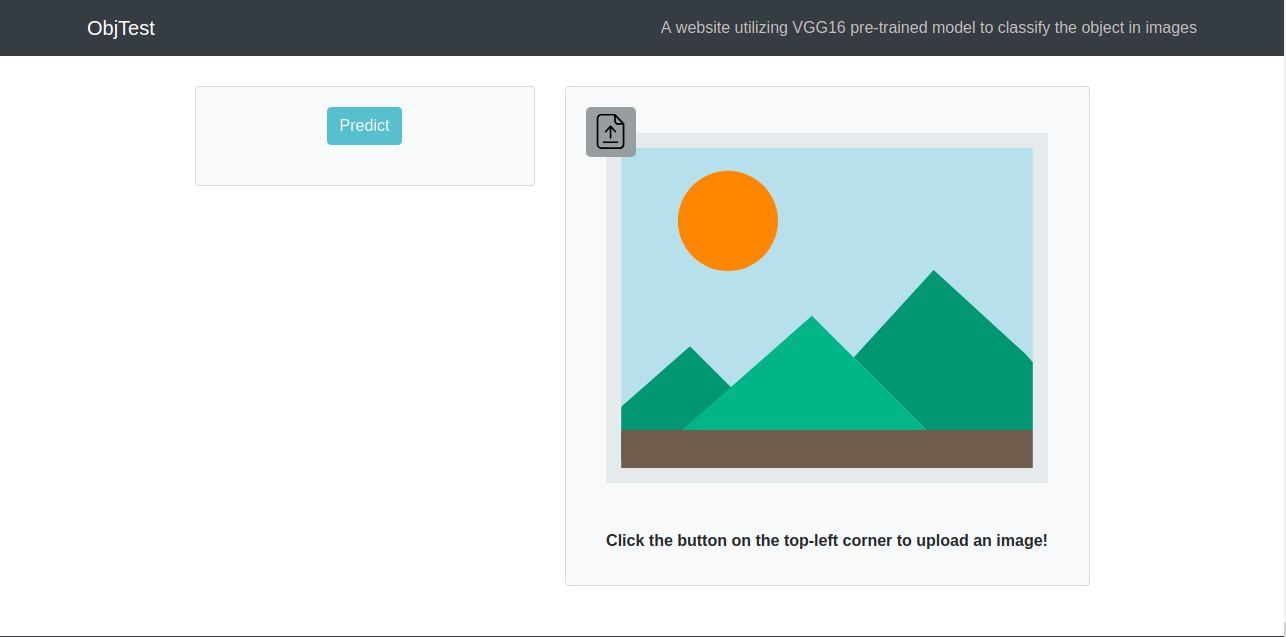 ObjTest
A website utilizing VGG16 pre-trained model to classify the object in images
Predict
Click the button on the top-left corner to upload an image!